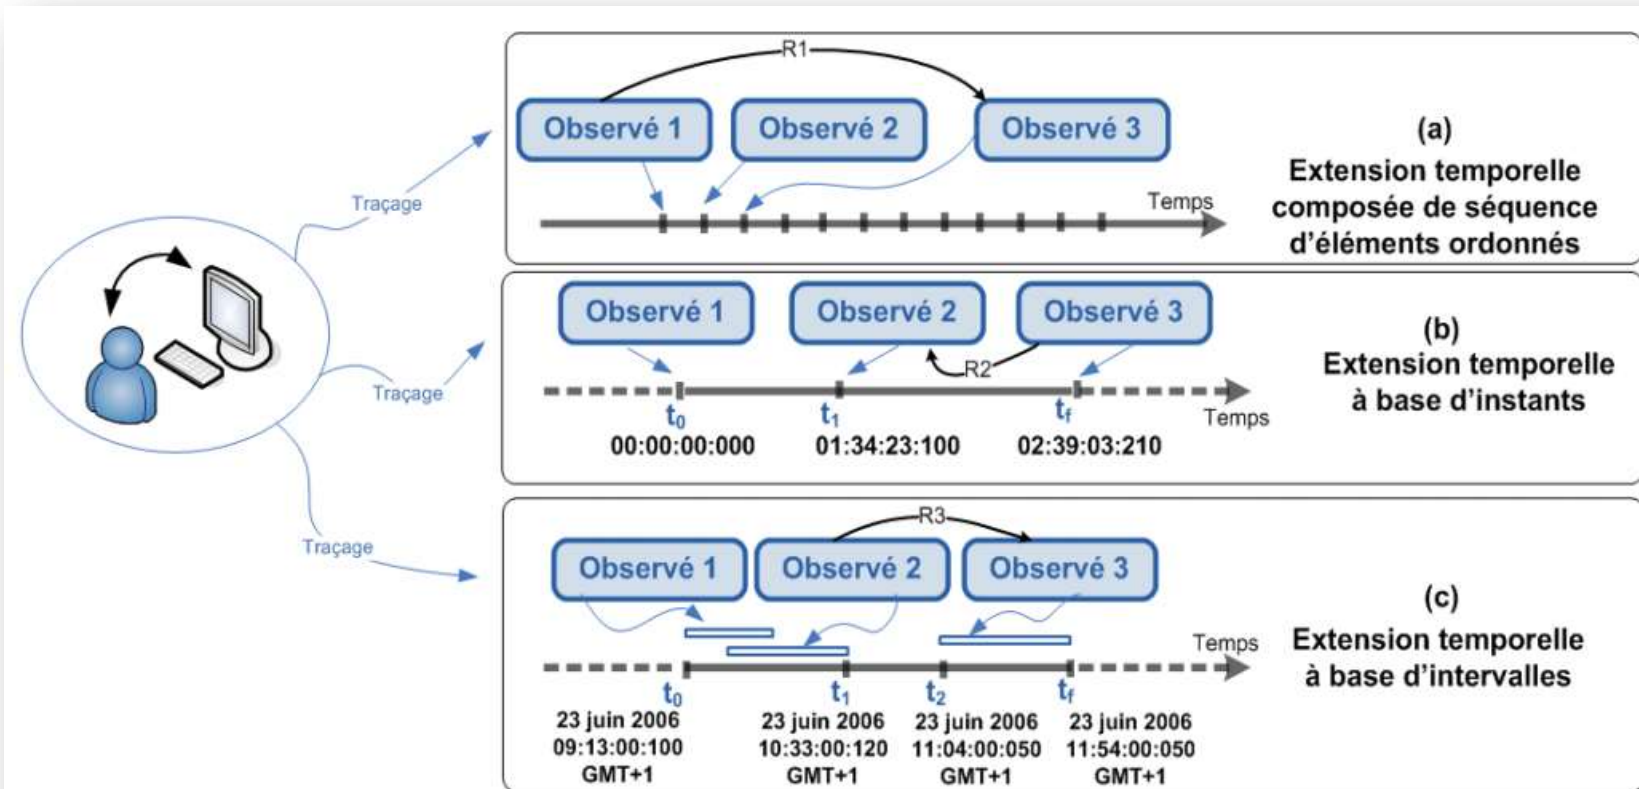 Traçage
Traçage
Traçage
R1
Observé 1
Observé 2
Observé 3
Temps
(a)
Extension temporelle
composée de séquence
d'éléments ordonnés
Observé 1
Observé 2
Observé 3
R2
t0
t1
tf
Temps
00:00:00:000
01:34:23:100
02:39:03:210
(b)
Extension temporelle
à base d'instants
R3
Observé 1
Observé 2
Observé 3
Temps
t0
t1
t2
tf
23 juin 2006
09:13:00:100
GMT+1
23 juin 2006
10:33:00:120
GMT+1
23 juin 2006
11:04:00:050
GMT+1
23 juin 2006
11:54:00:050
GMT+1
(c)
Extension temporelle
à base d'intervalles